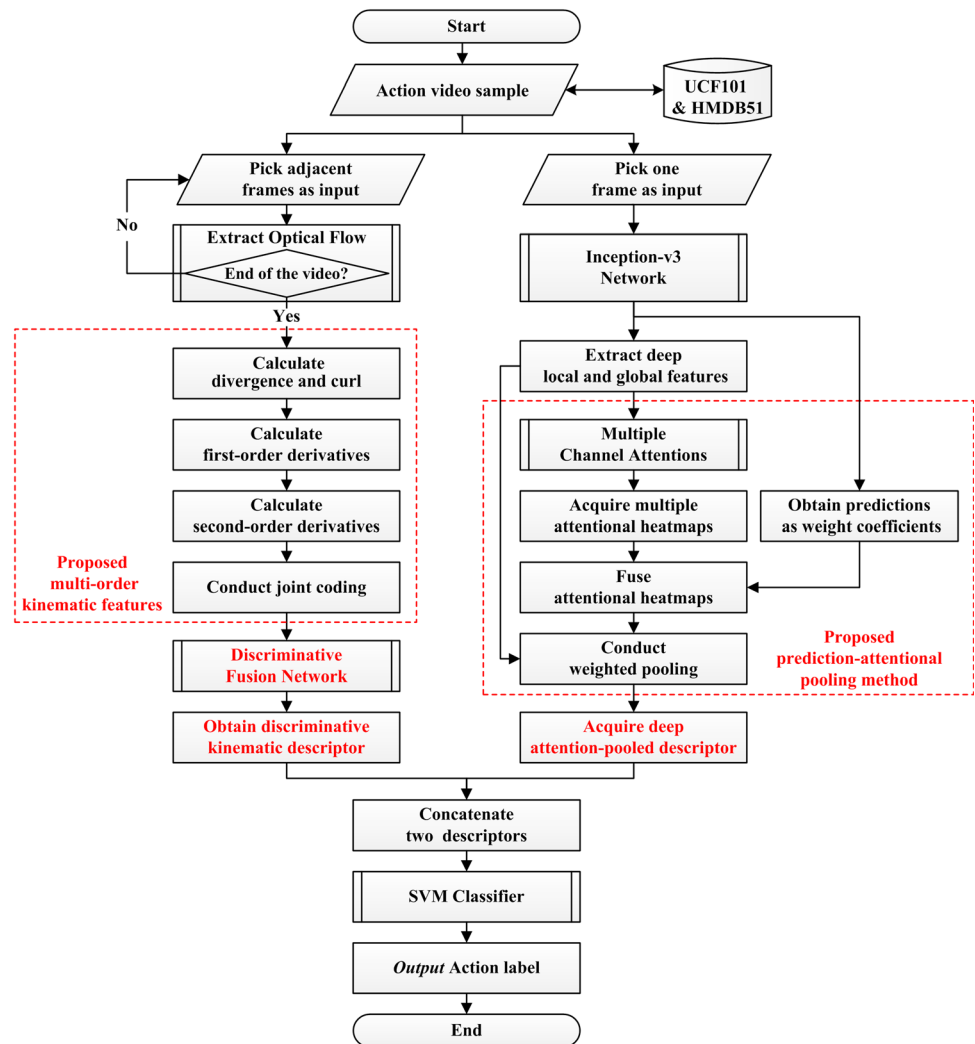 Start
Action video sample
UCF101
& HMDB51
Pick adjacent
frames as input
Pick one
frame as input
No
Extract Optical Flow
End of the video?
Inception-v3
Network
Yes
Calculate
divergence and curl
Extract deep
local and global features
Calculate
first-order derivatives
Multiple
Channel Attentions
Calculate
second-order derivatives
Acquire multiple
attentional heatmaps
Obtain predictions
as weight coefficients
Proposed
multi-order
kinematic features
Conduct joint coding
Fuse
attentional heatmaps
Discriminative
Fusion Network
Conduct
weighted pooling
Proposed
prediction-attentional
pooling method
Obtain discriminative
kinematic descriptor
Acquire deep
attention-pooled descriptor
Concatenate
two descriptors
SVM Classifier
Output Action label
End